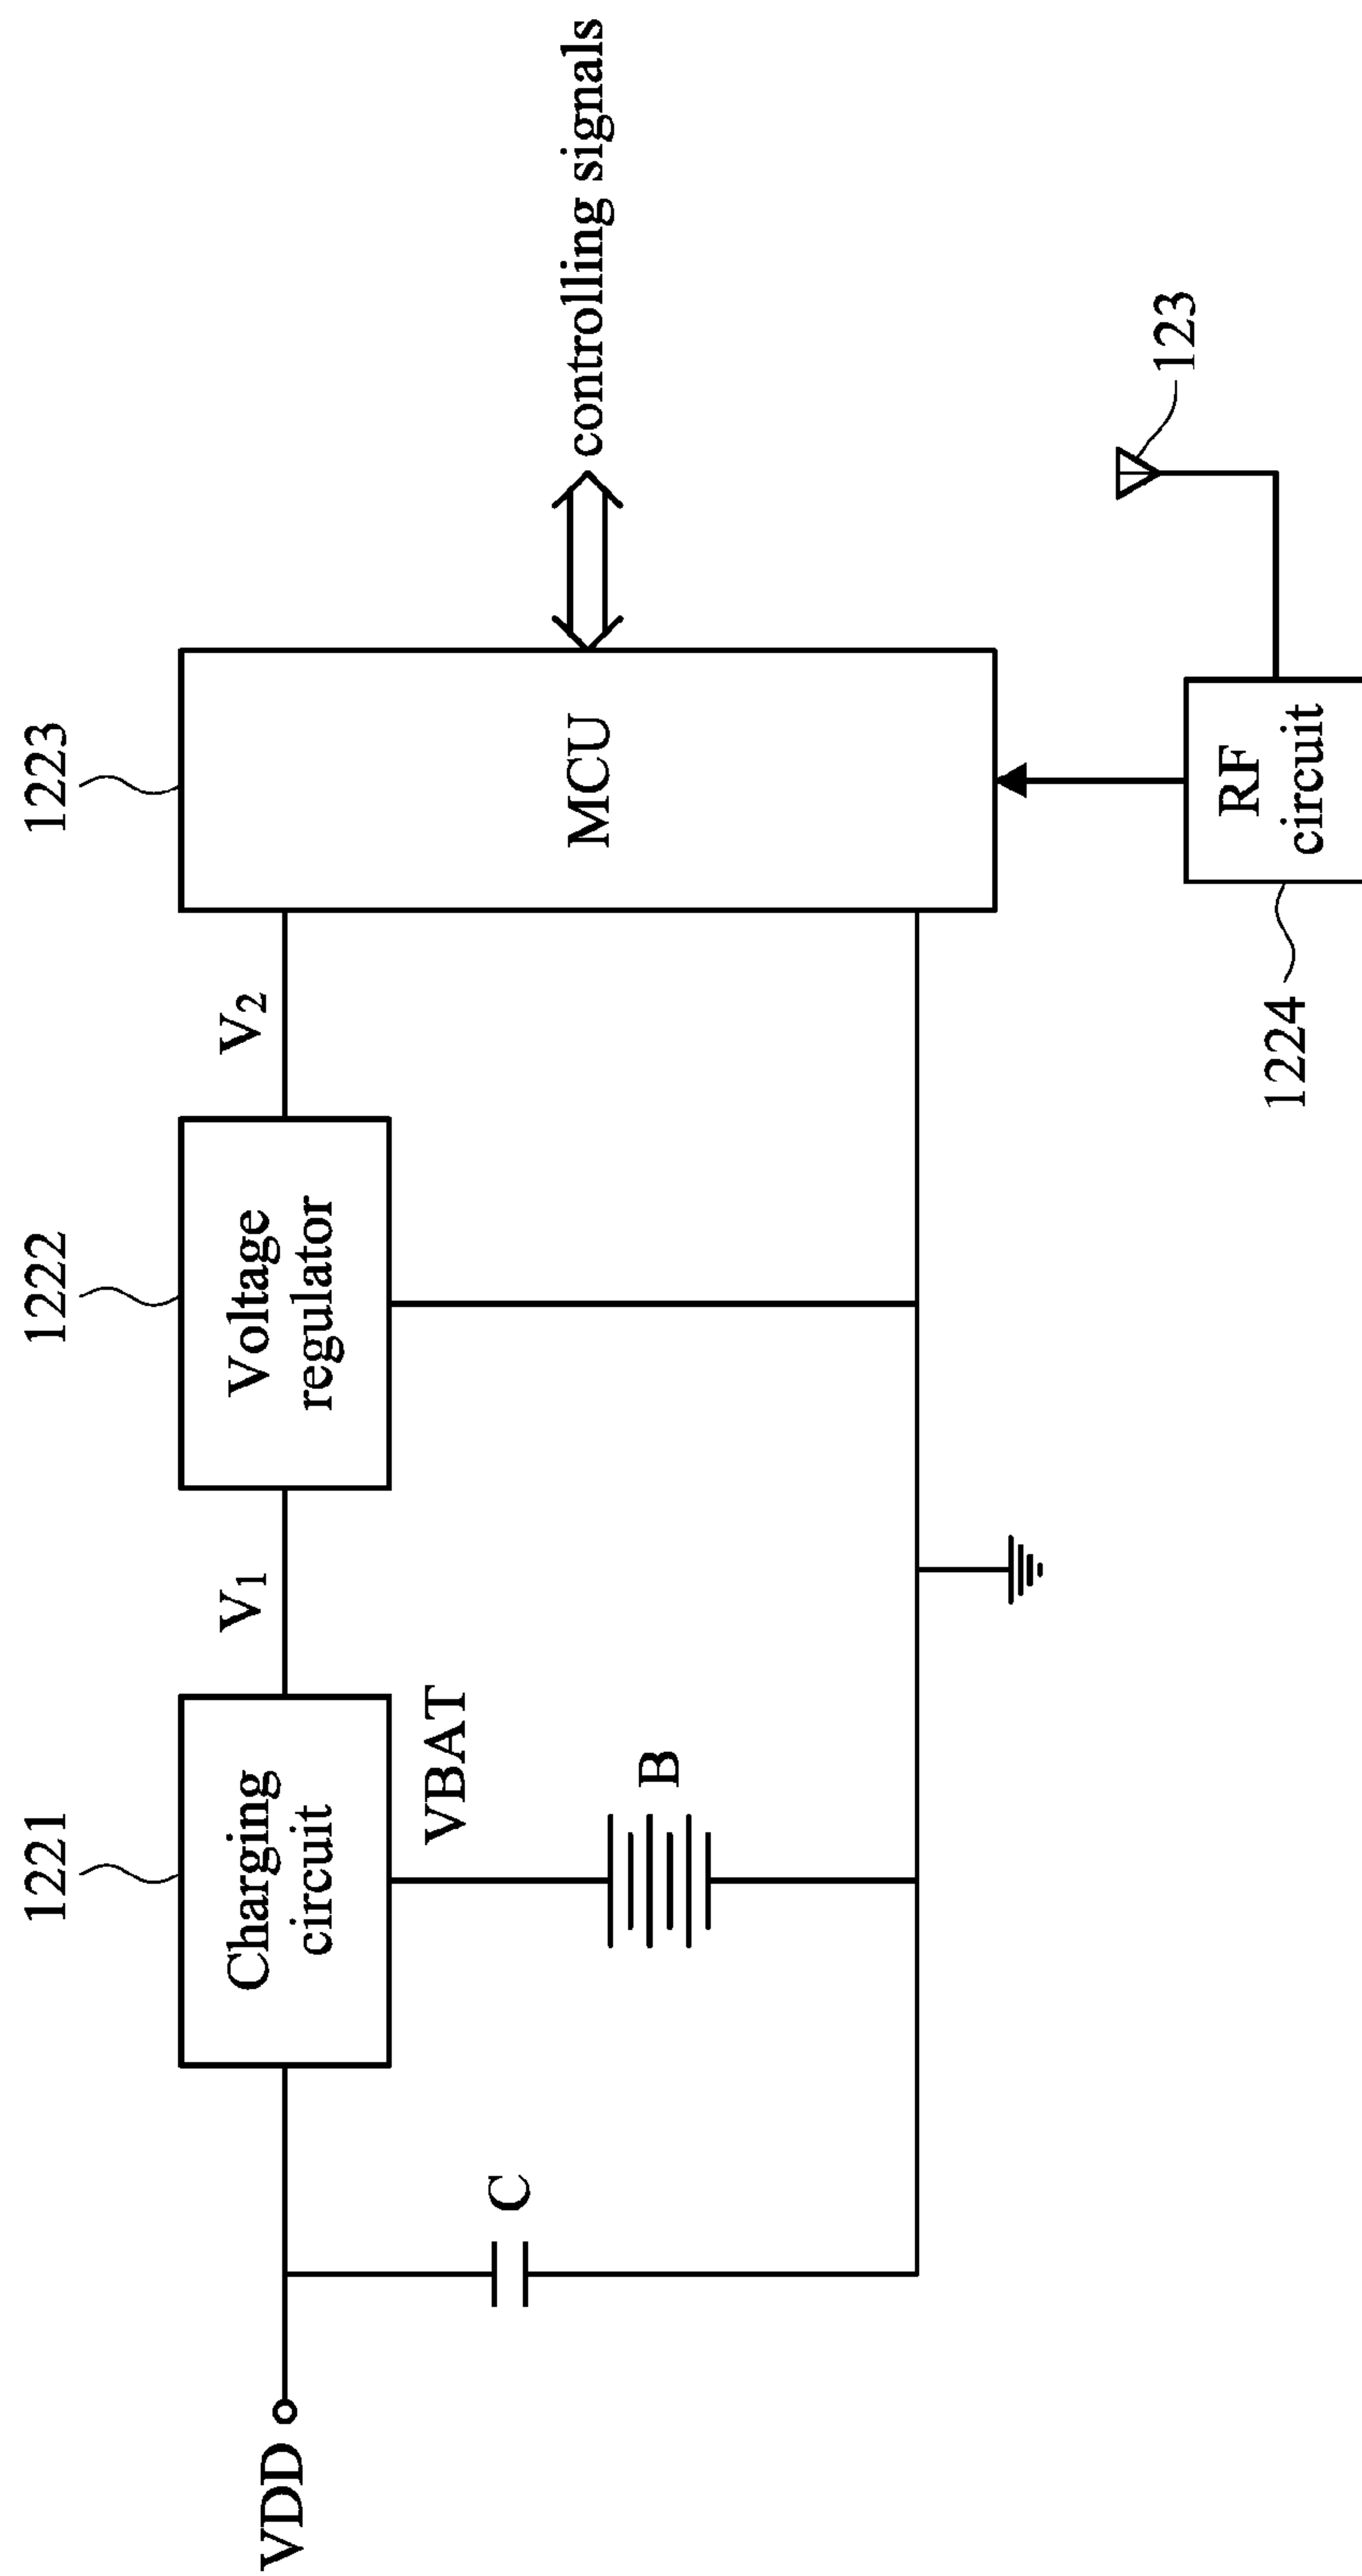 1221
1222
1223
VDD
Charging
circuit
V1
Voltage
regulator
V2
MCU
controlling signals
VBAT
C
B
1224
RF
circuit
123